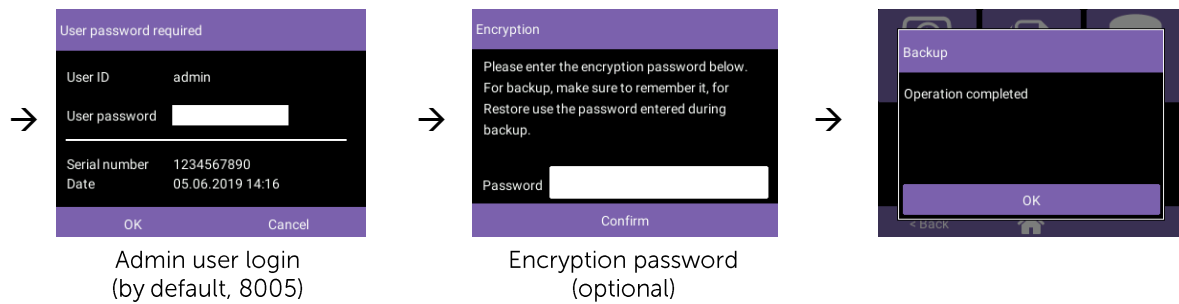 User password required
User ID admin
User password
Serial number 1234567890
Date 05.06.2019 14:16
OK Cancel
Admin user login
(by default, 8005)
Encryption
Please enter the encryption password below.
For backup, make sure to remember it, for
Restore use the password entered during
backup.
Password
Confirm
Encryption password
(optional)
Backup
Operation completed
OK
< Back